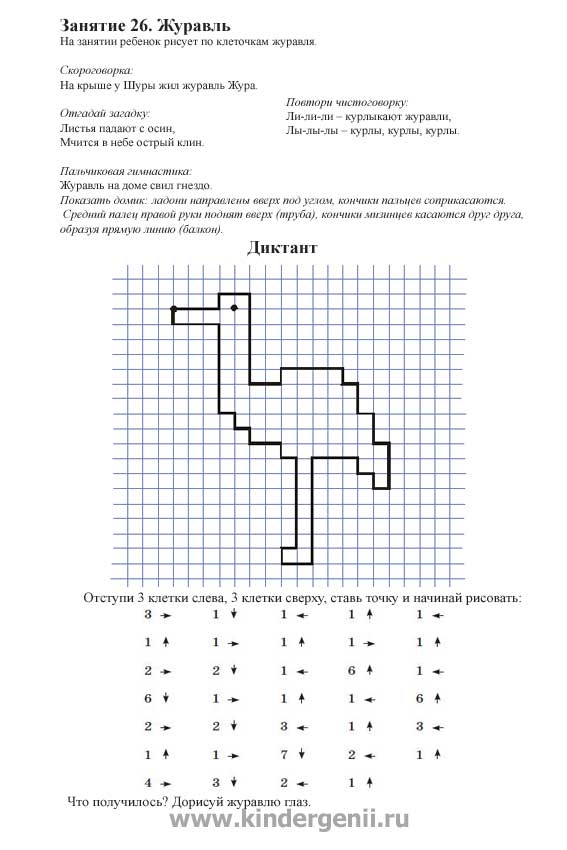 Занятие 26. Журавль
На занятии ребенок рисует по клеточкам журавля.
Скороговорка:
На крыше у Шуры жил журавль Жура.
Отгадай загадку:
Листья падают с осин,
Мчится в небе острый клин.
Повтори чистоговорку:
Ли-ли-ли – курлыкают журавли,
Лы-лы-лы – курлы, курлы, курлы.
Пальчиковая гимнастика:
Журавль на доме свил гнездо.
Показать домик: ладони направлены вверх под углом, кончики пальцев соприкасаются.
Средний палец правой руки поднят вверх (труба), кончики мизинцев касаются друг друга,
образуя прямую линию (балкон).
Диктант
Отступи 3 клетки слева, 3 клетки сверху, ставь точку и начинай рисовать:
3 → 1 ↓ 1 ← 1 ↑ 1 ←
1 ↑ 1 → 1 ↑ 1 → 1 ↑
2 → 2 ↓ 1 ← 6 ↑ 1 ←
6 ↓ 1 → 1 ↑ 1 ← 6 ↑
2 → 2 ↓ 3 ← 1 ↑ 3 ←
1 ↑ 1 → 7 ↓ 2 ← 1 ↑
4 → 3 ↓ 2 ← 1 ↑
Что получилось? Дорисуй журавлю глаз.
www.kindergenii.ru